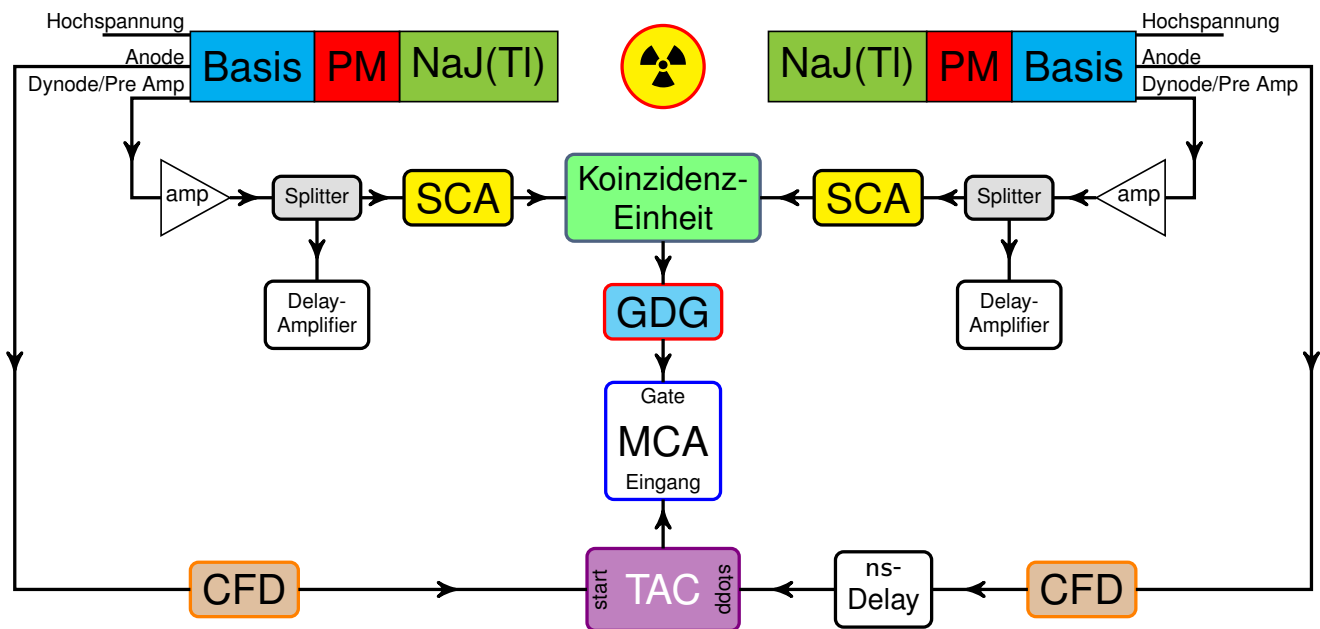 Hochspannung
Anode
Dynode/Pre Amp
Basis
PM
NaJ(Tl)
NaJ(Tl)
PM
Basis
Hochspannung
Anode
Dynode/Pre Amp
amp
Splitter
SCA
Koinzidenz-
Einheit
SCA
Splitter
amp
Delay-
Amplifier
GDG
Delay-
Amplifier
Gate
MCA
Eingang
CFD
start
TAC
stopp
ns-
Delay
CFD